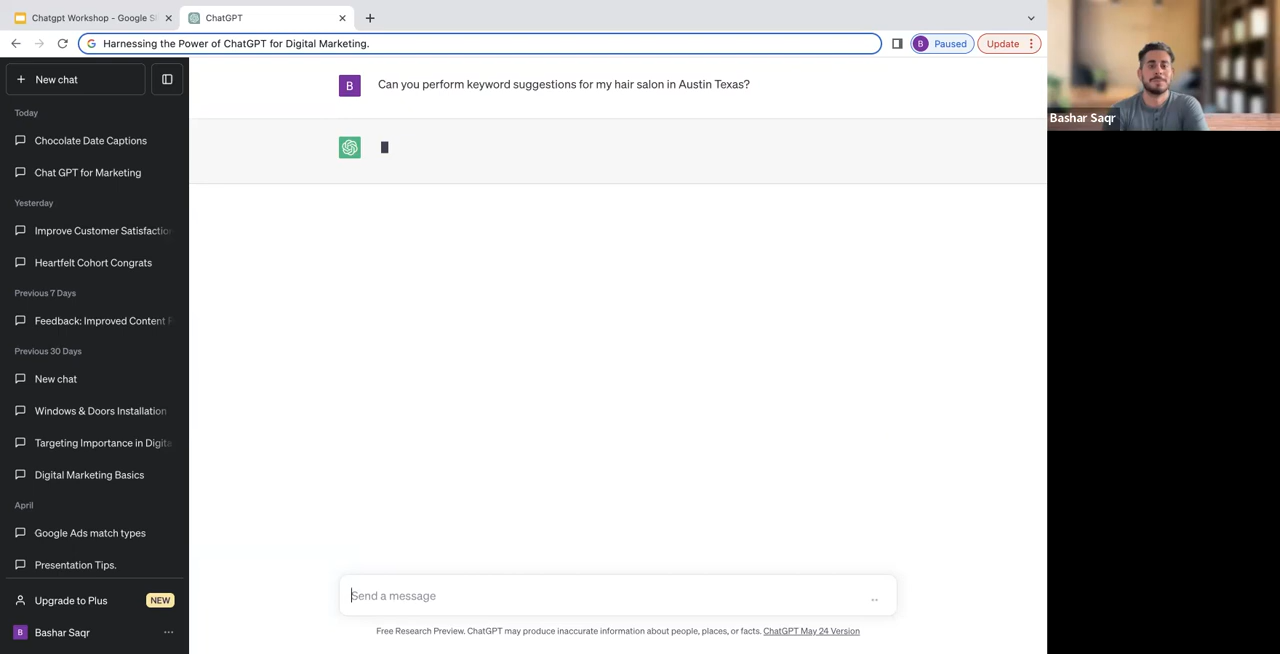 Chatgpt Workshop - Google Sl
ChatGPT
Harnessing the Power of ChatGPT for Digital Marketing.
B
Paused
Update
New chat
Today
Chocolate Date Captions
Chat GPT for Marketing
Yesterday
Improve Customer Satisfaction
Heartfelt Cohort Congrats
Previous 7 Days
Feedback: Improved Content P
Previous 30 Days
New chat
Windows & Doors Installation
Targeting Importance in Digita
Digital Marketing Basics
April
Google Ads match types
Presentation Tips.
Upgrade to Plus
NEW
B
Bashar Saqr
B
Can you perform keyword suggestions for my hair salon in Austin Texas?
Send a message
Free Research Preview. ChatGPT may produce inaccurate information about people, places, or facts. ChatGPT May 24 Version
Bashar Saqr